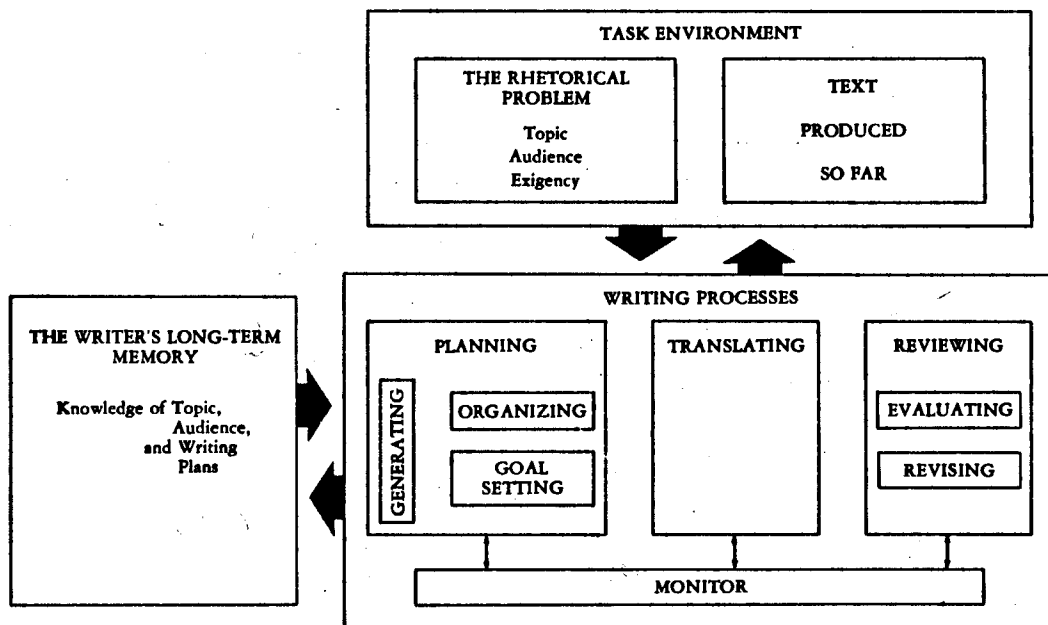 TASK ENVIRONMENT
THE RHETORICAL
PROBLEM
Topic
Audience
Exigency
TEXT
PRODUCED
SO FAR
THE WRITER'S LONG-TERM
MEMORY
Knowledge of Topic,
Audience,
and Writing
Plans
WRITING PROCESSES
PLANNING
GENERATING
ORGANIZING
GOAL
SETTING
TRANSLATING
REVIEWING
EVALUATING
REVISING
MONITOR